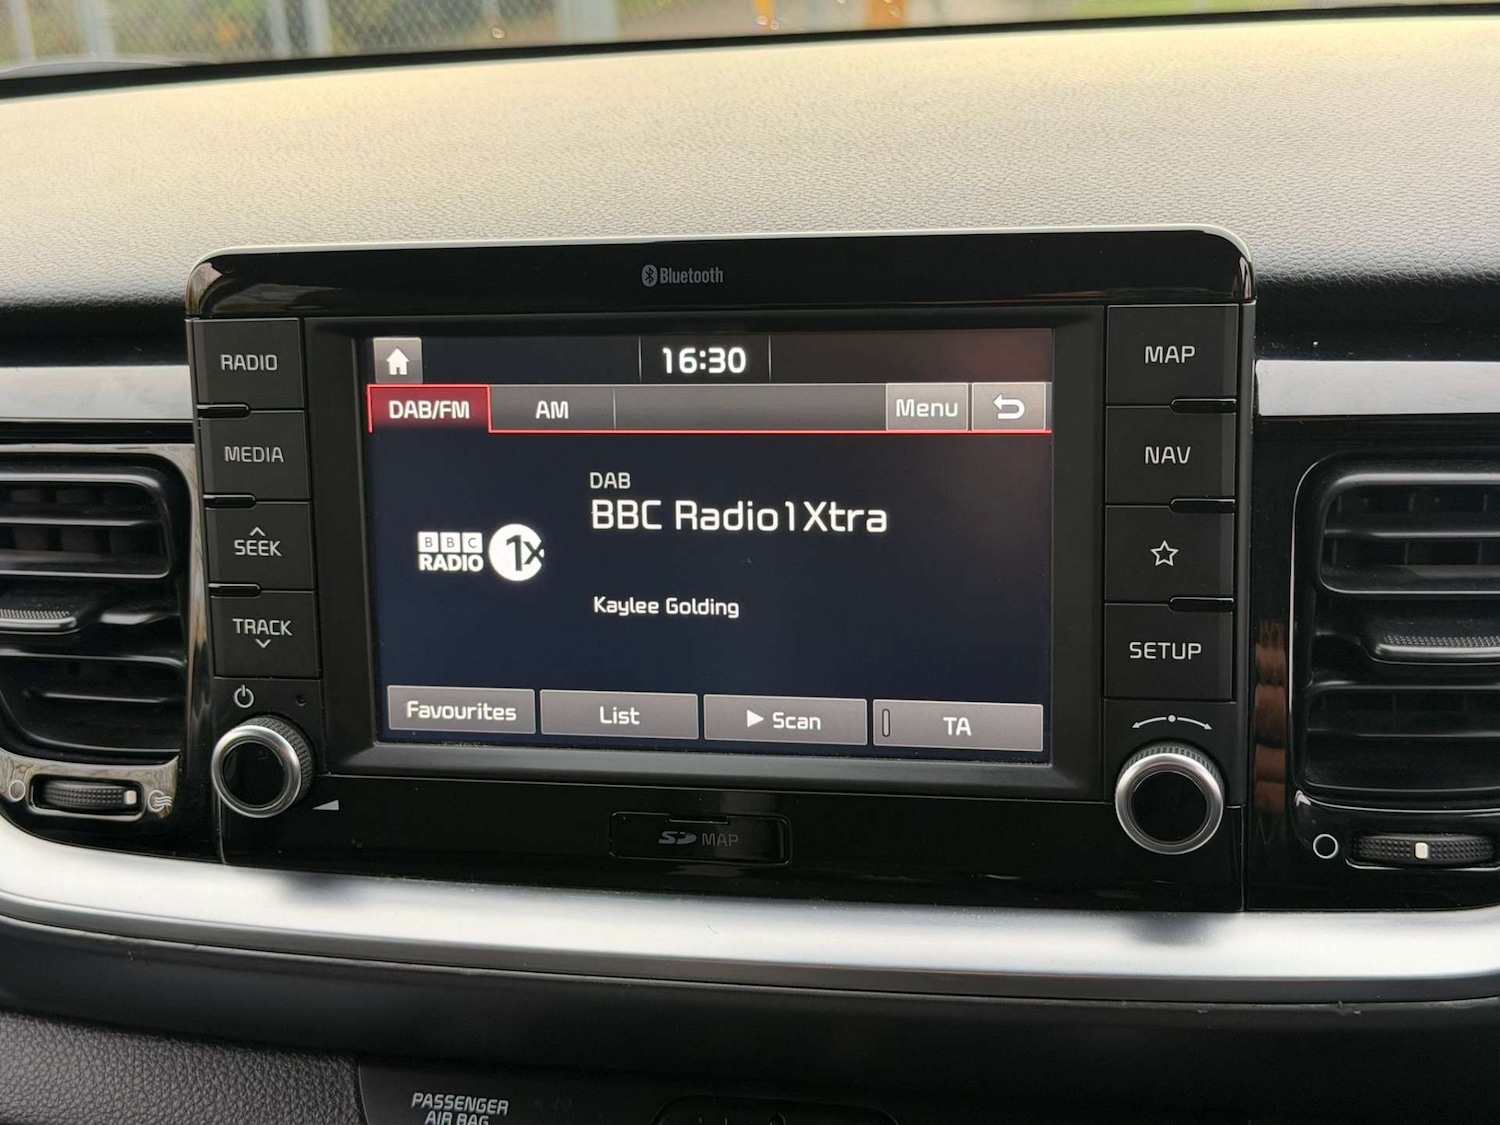 Bluetooth
RADIO
MEDIA
SEEK
TRACK
16:30
DAB/FM AM Menu
DAB
BBC Radio1Xtra
BBC
RADIO 1X
Kaylee Golding
Favourites List Scan TA
MAP
NAV
SETUP
SD MAP
PASSENGER
AIR BAG